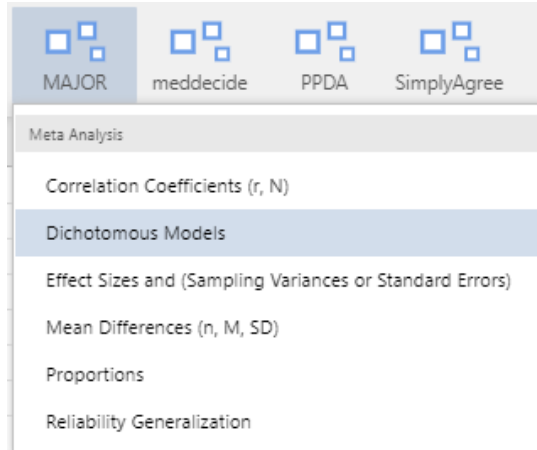 MAJOR meddecide PPDA SimplyAgree
Meta Analysis
Correlation Coefficients (r, N)
Dichotomous Models
Effect Sizes and (Sampling Variances or Standard Errors)
Mean Differences (n, M, SD)
Proportions
Reliability Generalization